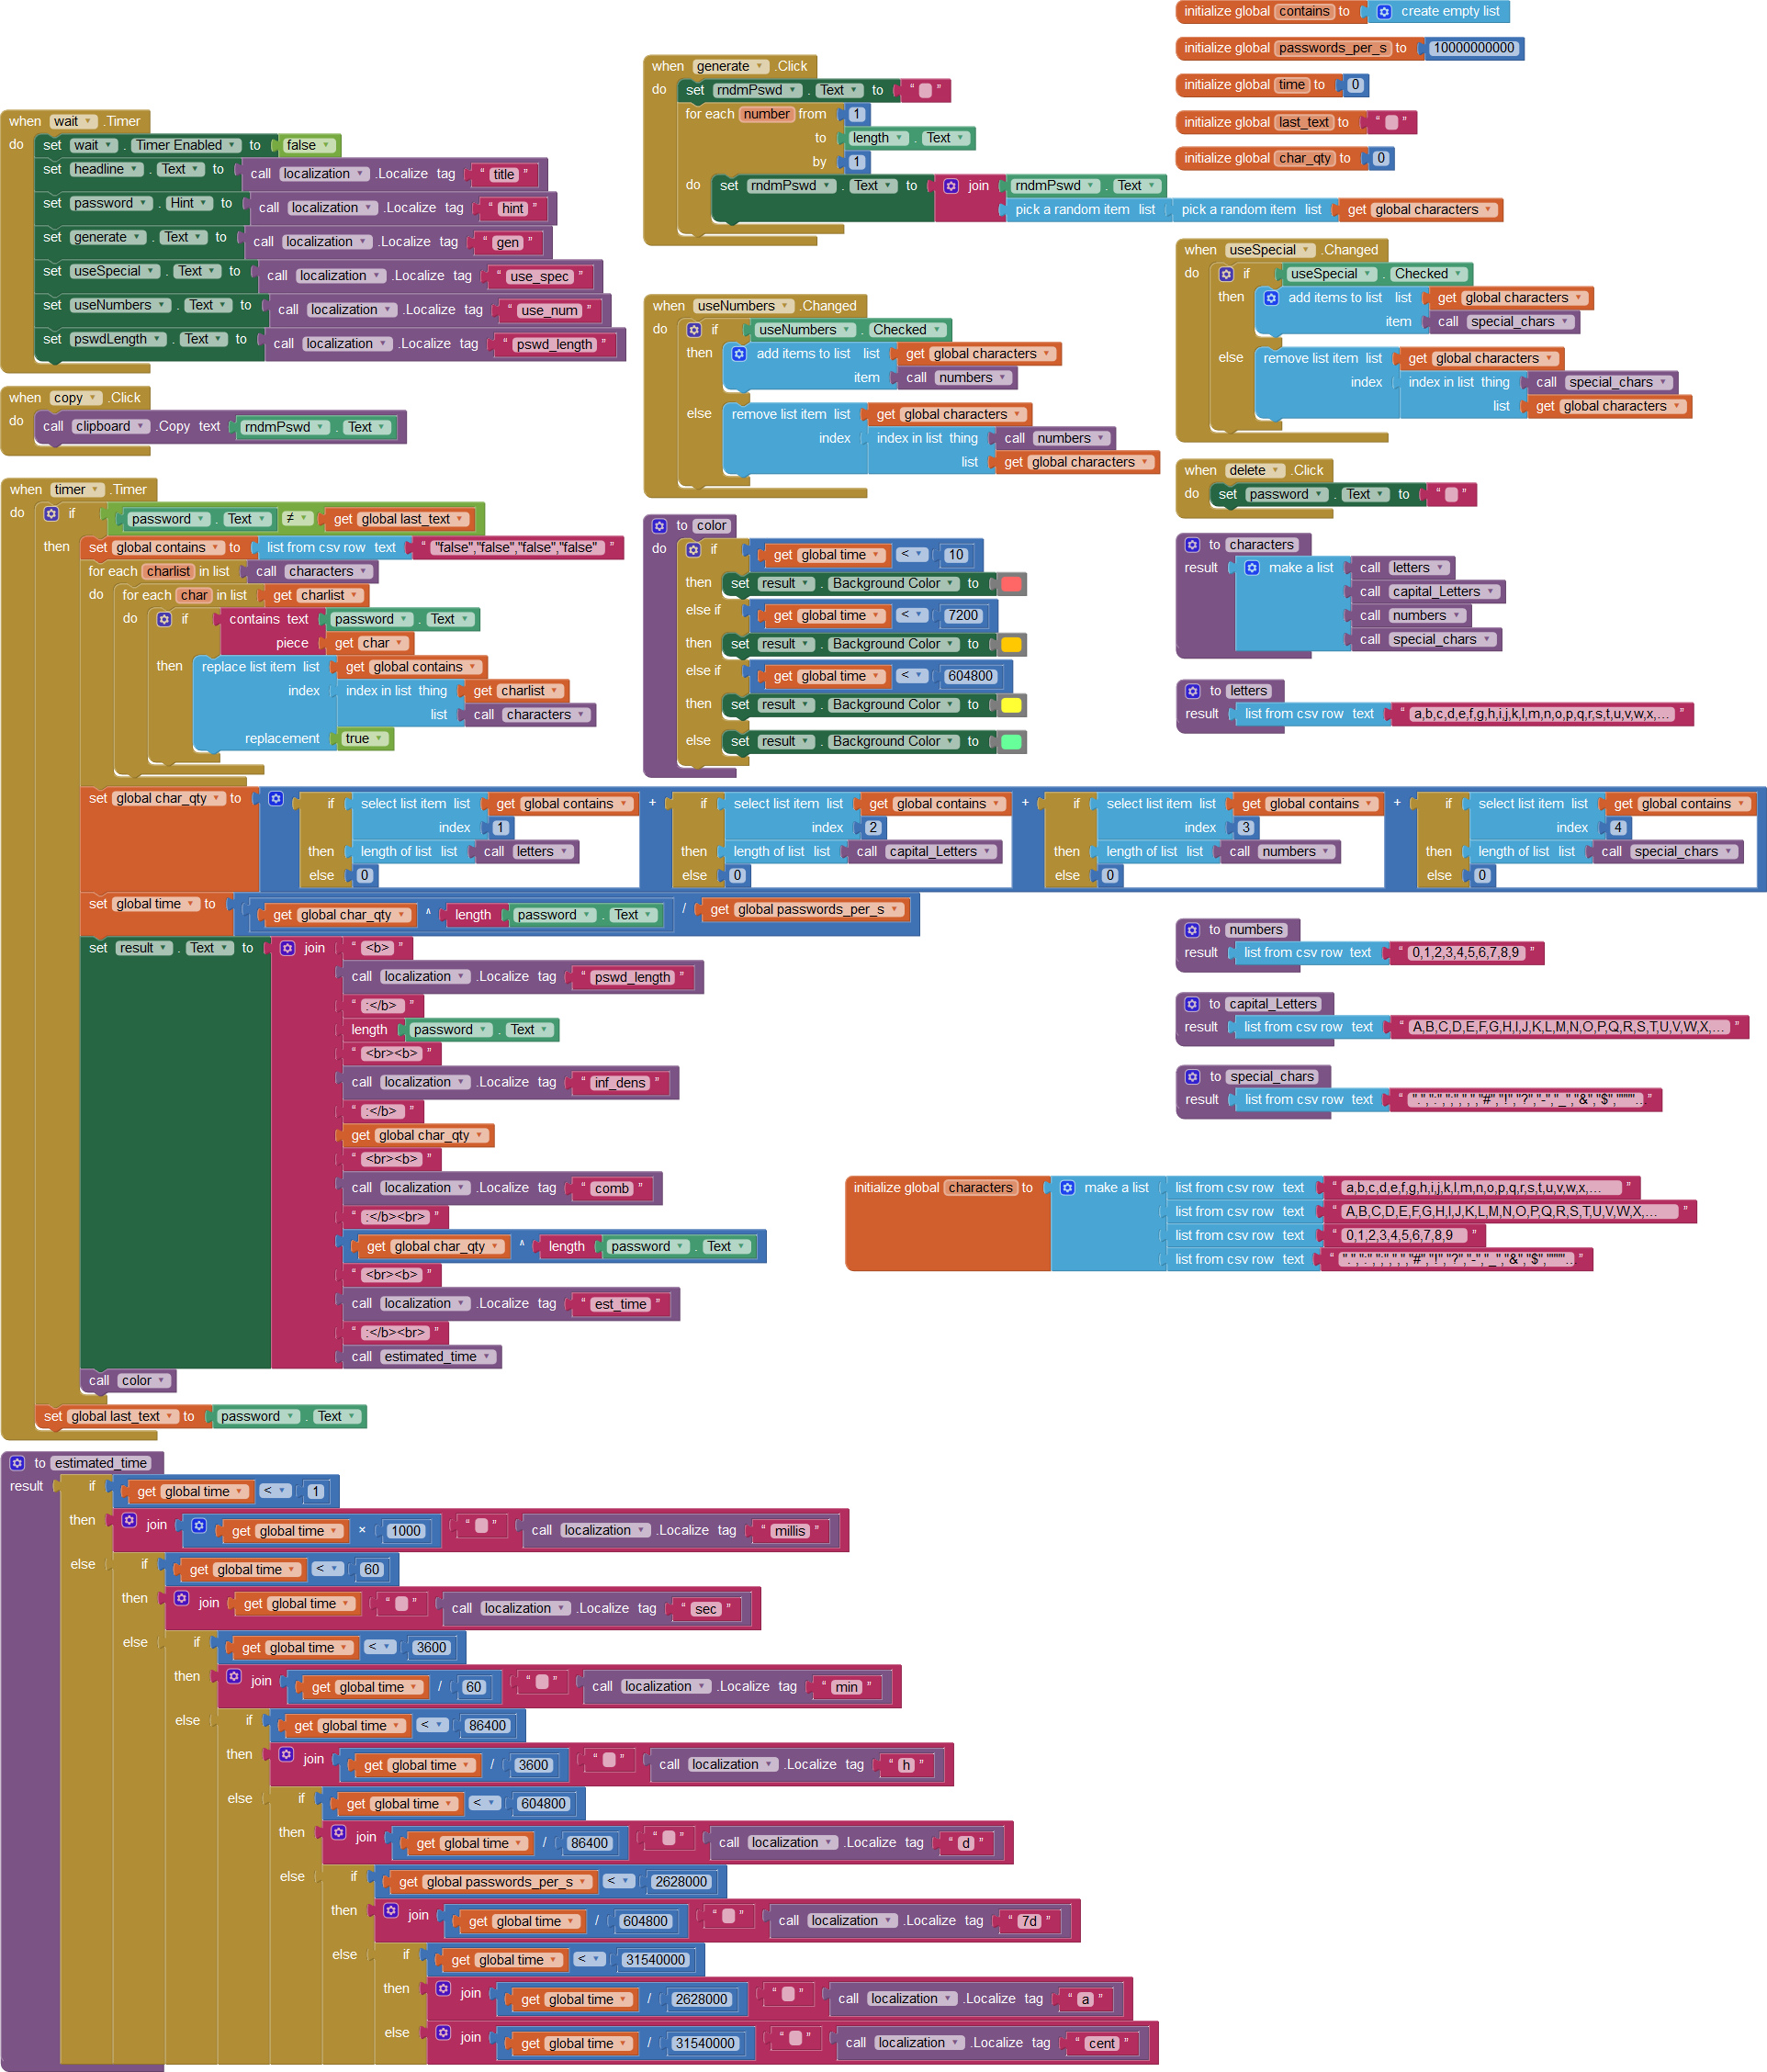 initialize global contains to create empty list
initialize global passwords_per_s to 10000000000
initialize global time to 0
initialize global last_text to “ ”
initialize global char_qty to 0
when wait .Timer
do set wait . Timer Enabled to false
set headline . Text to call localization .Localize tag “ title ”
set password . Hint to call localization .Localize tag “ hint ”
set generate . Text to call localization .Localize tag “ gen ”
set useSpecial . Text to call localization .Localize tag “ use_spec ”
set useNumbers . Text to call localization .Localize tag “ use_num ”
set pswdLength . Text to call localization .Localize tag “ pswd_length ”
when copy .Click
do call clipboard .Copy text rndmPswd . Text
when generate .Click
do set rndmPswd . Text to “ ”
for each number from 1
to length . Text
by 1
do set rndmPswd . Text to join rndmPswd . Text
pick a random item list pick a random item list get global characters
when useNumbers .Changed
do if useNumbers . Checked
then add items to list list get global characters
item call numbers
else remove list item list get global characters
index index in list thing call numbers
list get global characters
when useSpecial .Changed
do if useSpecial . Checked
then add items to list list get global characters
item call special_chars
else remove list item list get global characters
index index in list thing call special_chars
list get global characters
when delete .Click
do set password . Text to “ ”
to color
do if get global time < 10
then set result . Background Color to
else if get global time < 7200
then set result . Background Color to
else if get global time < 604800
then set result . Background Color to
else set result . Background Color to
to characters
result make a list call letters
call capital_Letters
call numbers
call special_chars
to letters
result list from csv row text “ a,b,c,d,e,f,g,h,i,j,k,l,m,n,o,p,q,r,s,t,u,v,w,x,... ”
when timer .Timer
do if password . Text ≠ get global last_text
then set global contains to list from csv row text “ "false","false","false","false" ”
for each charlist in list call characters
do for each char in list get charlist
do if contains text password . Text
piece get char
then replace list item list get global contains
index index in list thing get charlist
list call characters
replacement true
set global char_qty to if select list item list get global contains + if select list item list get global contains + if select list item list get global contains + if select list item list get global contains
index 1 index 2 index 3 index 4
then length of list list call letters then length of list list call capital_Letters then length of list list call numbers then length of list list call special_chars
else 0 else 0 else 0 else 0
set global time to get global char_qty ^ length password . Text / get global passwords_per_s
set result . Text to join “ <b> ”
call localization .Localize tag “ pswd_length ”
“ :</b> ”
length password . Text
“ <br><b> ”
call localization .Localize tag “ inf_dens ”
“ :</b> ”
get global char_qty
“ <br><b> ”
call localization .Localize tag “ comb ”
“ :</b><br> ”
get global char_qty ^ length password . Text
“ <br><b> ”
call localization .Localize tag “ est_time ”
“ :</b><br> ”
call estimated_time
call color
set global last_text to password . Text
to numbers
result list from csv row text “ 0,1,2,3,4,5,6,7,8,9 ”
to capital_Letters
result list from csv row text “ A,B,C,D,E,F,G,H,I,J,K,L,M,N,O,P,Q,R,S,T,U,V,W,X,... ”
to special_chars
result list from csv row text
initialize global characters to make a list list from csv row text “ a,b,c,d,e,f,g,h,i,j,k,l,m,n,o,p,q,r,s,t,u,v,w,x,... ”
list from csv row text “ A,B,C,D,E,F,G,H,I,J,K,L,M,N,O,P,Q,R,S,T,U,V,W,X,... ”
list from csv row text “ 0,1,2,3,4,5,6,7,8,9 ”
list from csv row text
to estimated_time
result if get global time < 1
then join get global time × 1000 “ ” call localization .Localize tag “ millis ”
else if get global time < 60
then join get global time “ ” call localization .Localize tag “ sec ”
else if get global time < 3600
then join get global time / 60 “ ” call localization .Localize tag “ min ”
else if get global time < 86400
then join get global time / 3600 “ ” call localization .Localize tag “ h ”
else if get global time < 604800
then join get global time / 86400 “ ” call localization .Localize tag “ d ”
else if get global passwords_per_s < 2628000
then join get global time / 604800 “ ” call localization .Localize tag “ 7d ”
else if get global time < 31540000
then join get global time / 2628000 “ ” call localization .Localize tag “ a ”
else join get global time / 31540000 “ ” call localization .Localize tag “ cent ”